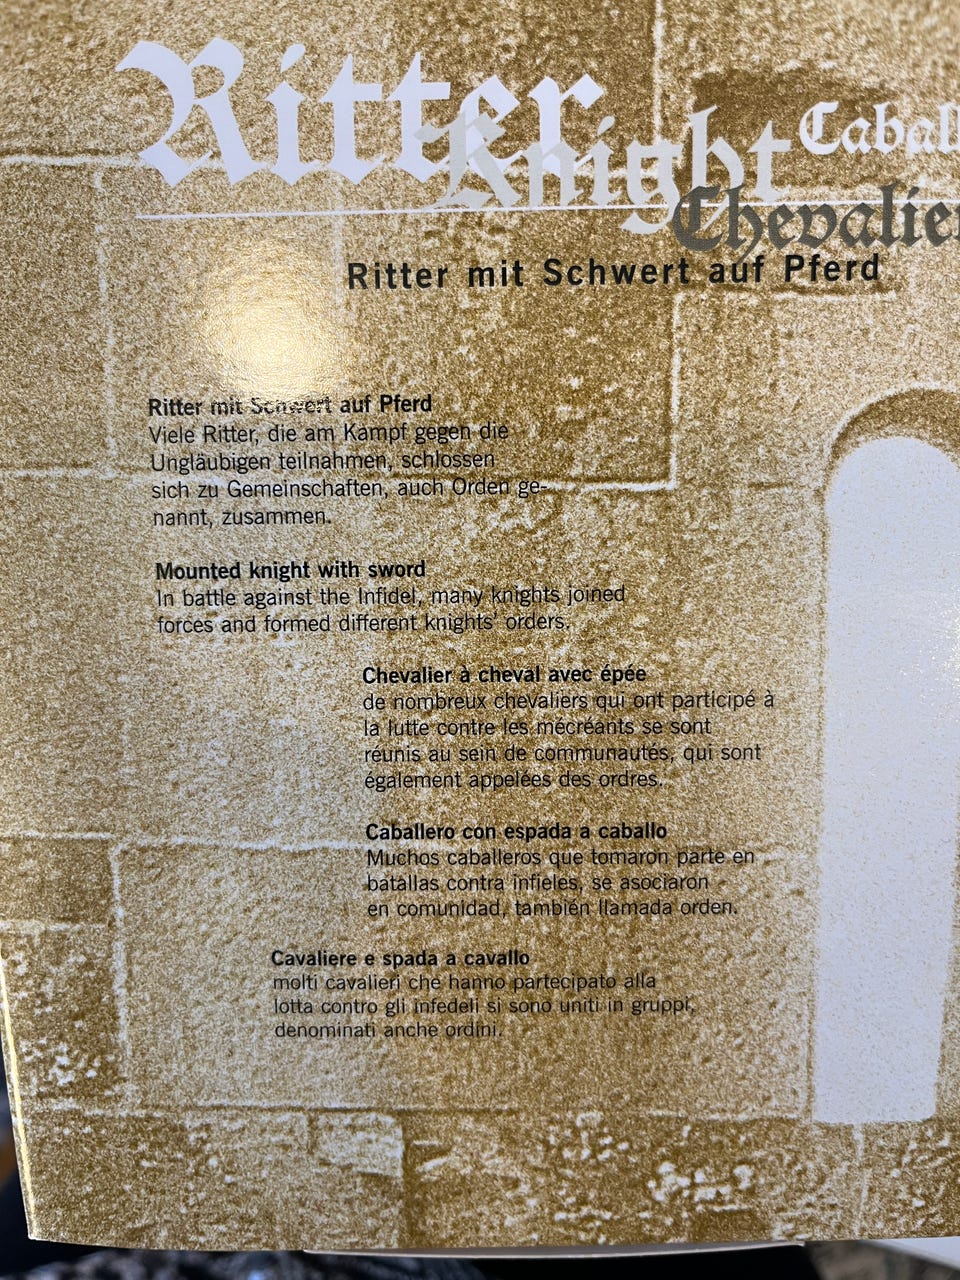 Ritter
Knight
Chevalier
Ritter mit Schwert auf Pferd
Ritter mit Schwert auf Pferd
Viele Ritter, die am Kampf gegen die
Ungläubigen teilnahmen, schlossen
sich zu Gemeinschaften, auch Orden ge-
nannt, zusammen.
Mounted knight with sword
In battle against the Infidel, many knights joined
forces and formed different knights' orders.
Chevalier à cheval avec épée
de nombreux chevaliers qui ont participé à
la lutte contre les mécréants se sont
réunis au sein de communautés, qui sont
également appelées des ordres.
Caballero con espada a caballo
Muchos caballeros que tomaron parte en
batallas contra infieles, se asociaron
en comunidad, también llamada orden.
Cavaliere e spada a cavallo
molti cavalieri che hanno partecipato alla
lotta contro gli infedeli si sono uniti in gruppi,
denominati anche ordini.